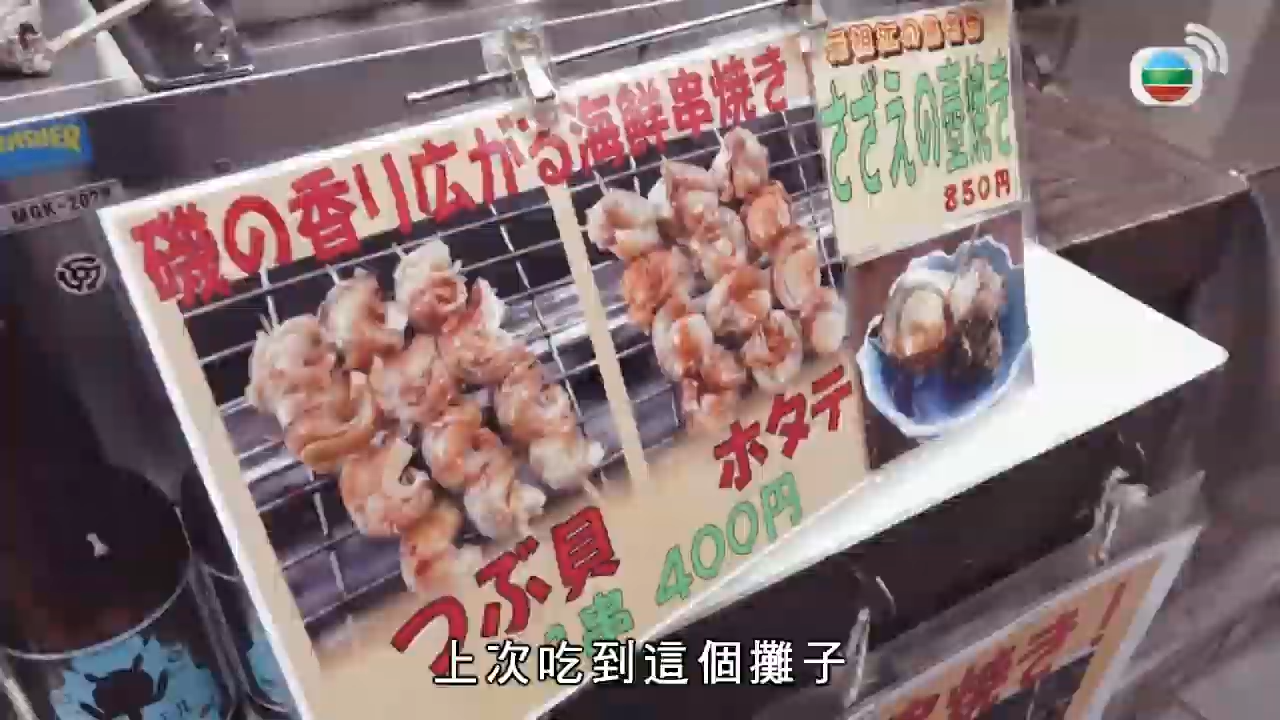 磯の香り広がる海鮮串焼き
さざえの壷焼き
850円
ホタテ
つぶ貝
串 400円
上次吃到這個攤子